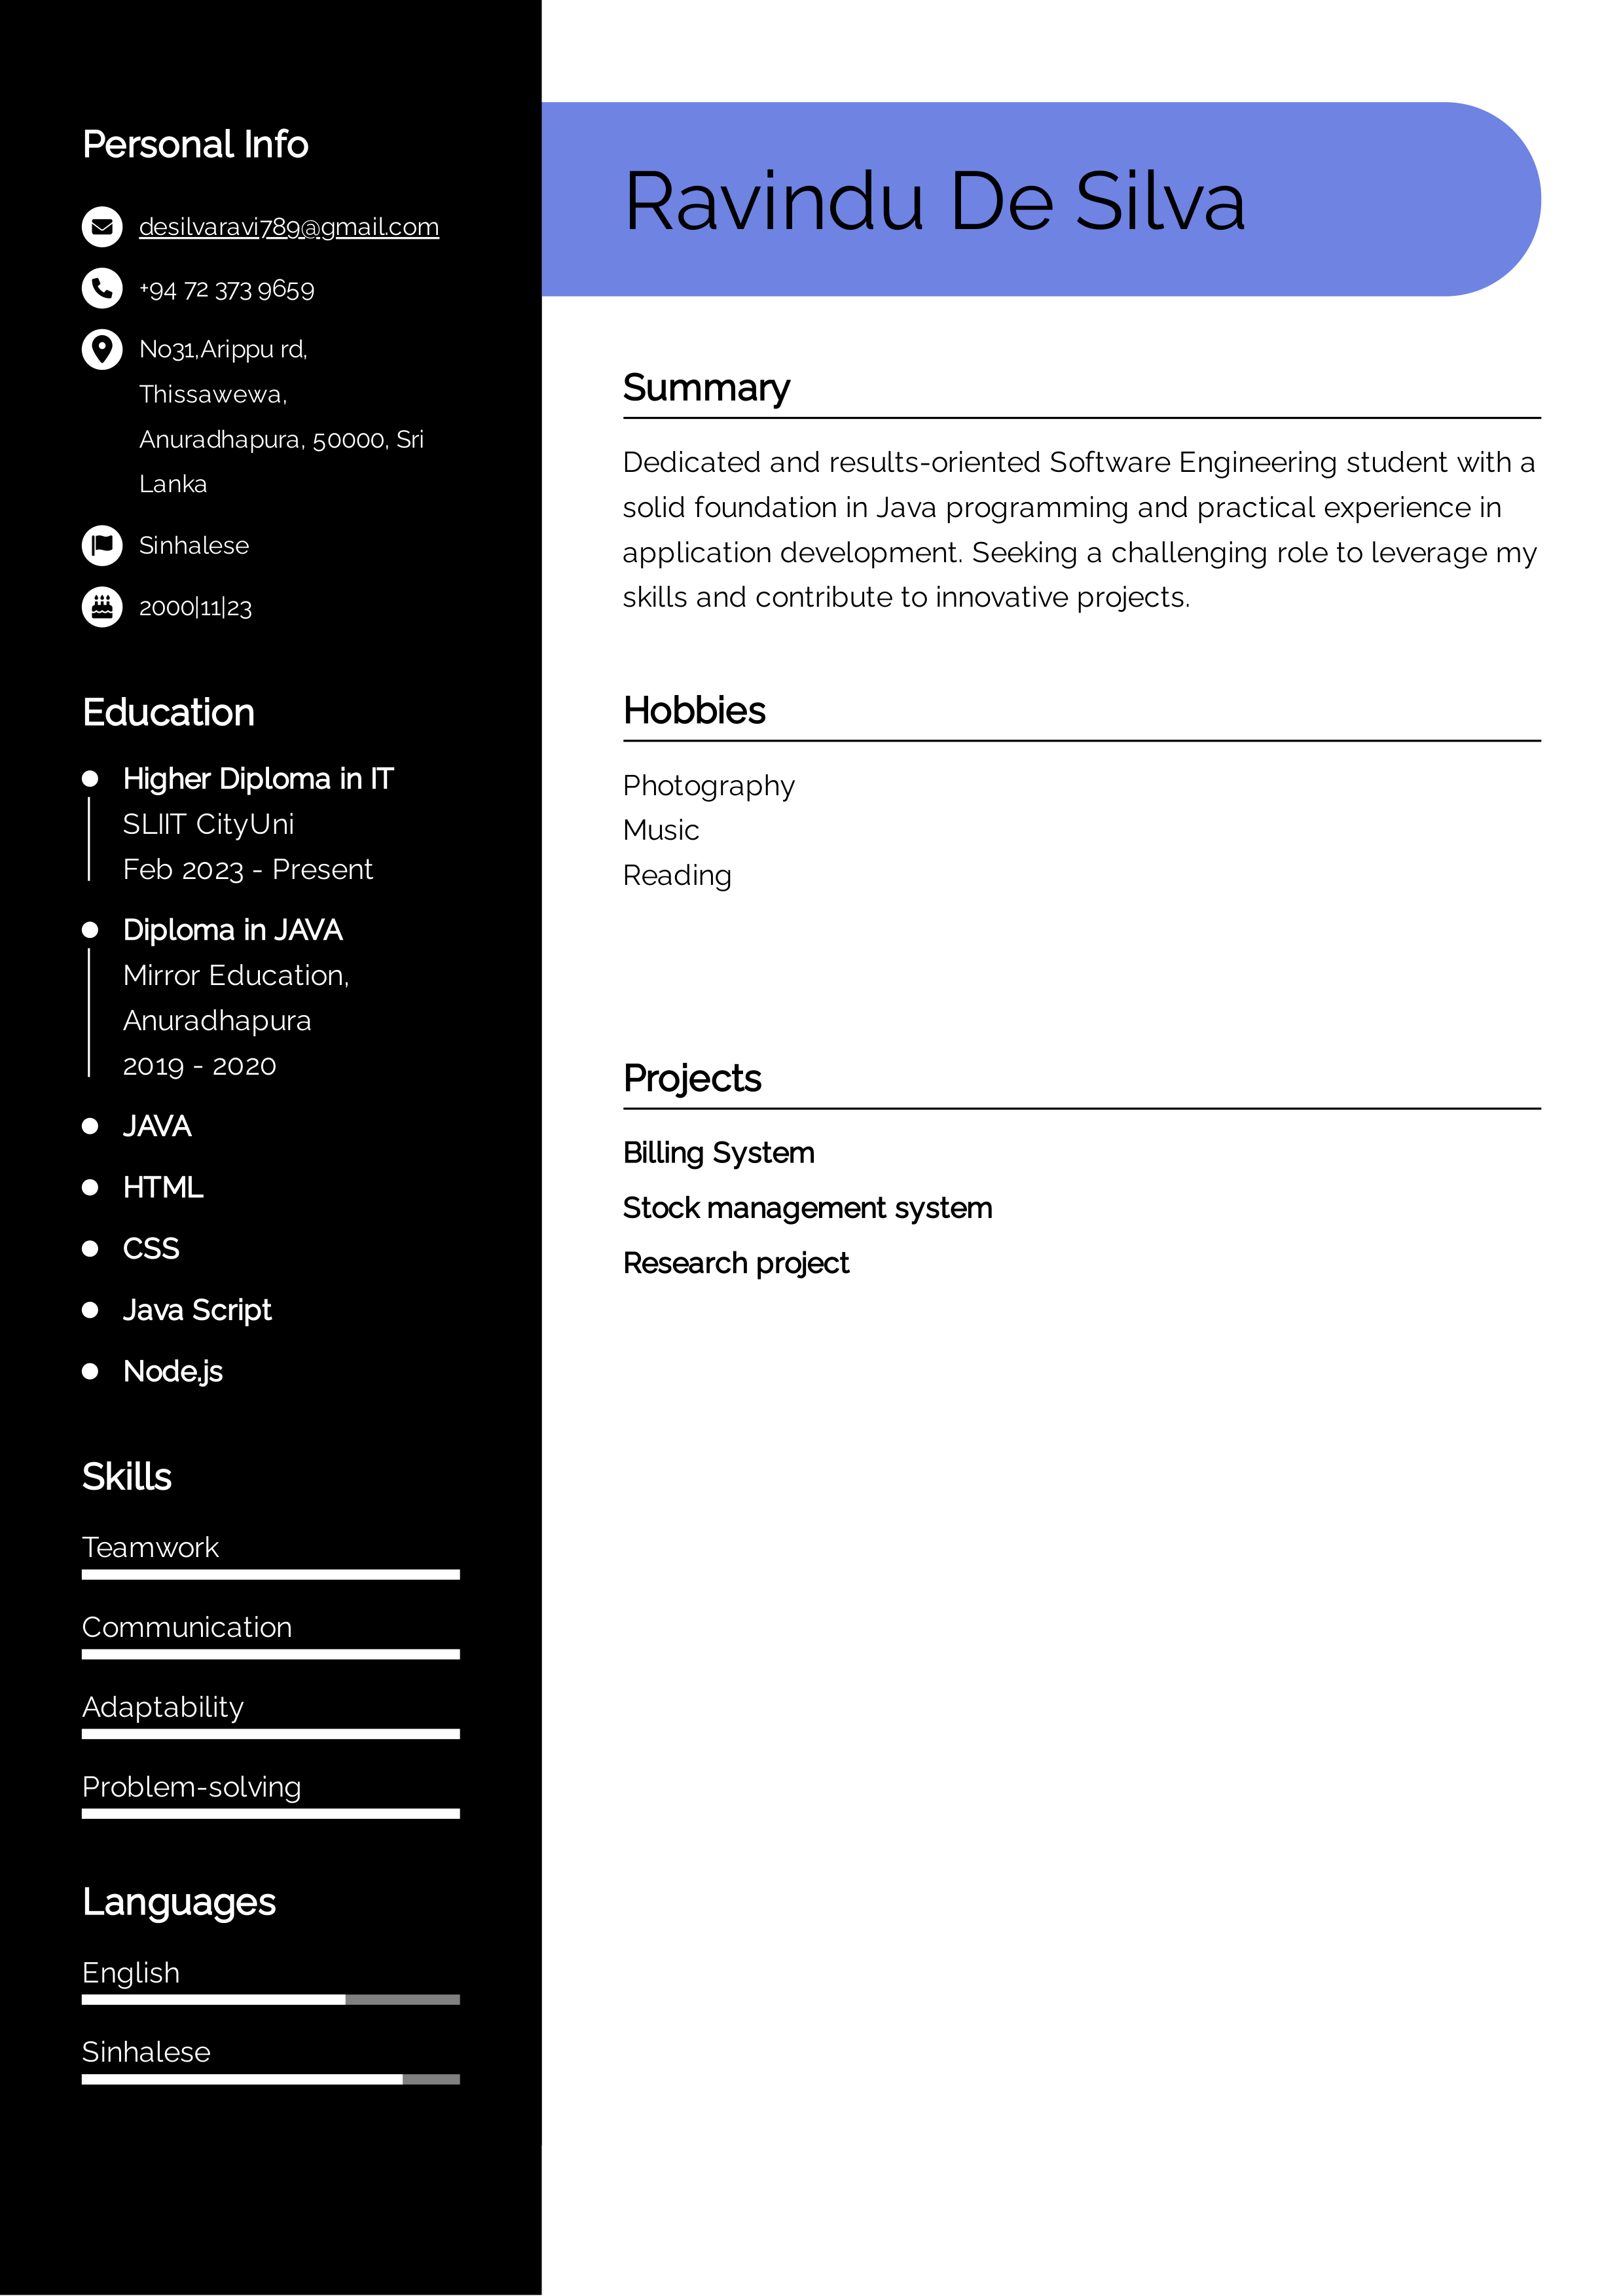 Personal Info
desilvaravi789@gmail.com
+94 72 373 9659
No31,Arippu rd,
Thissawewa,
Anuradhapura, 50000, Sri
Lanka
Sinhalese
2000|11|23
Education
Higher Diploma in IT
SLIIT CityUni
Feb 2023 - Present
Diploma in JAVA
Mirror Education,
Anuradhapura
2019 - 2020
JAVA
HTML
CSS
Java Script
Node.js
Skills
Teamwork
Communication
Adaptability
Problem-solving
Languages
English
Sinhalese
Ravindu De Silva
Summary
Dedicated and results-oriented Software Engineering student with a
solid foundation in Java programming and practical experience in
application development. Seeking a challenging role to leverage my
skills and contribute to innovative projects.
Hobbies
Photography
Music
Reading
Projects
Billing System
Stock management system
Research project